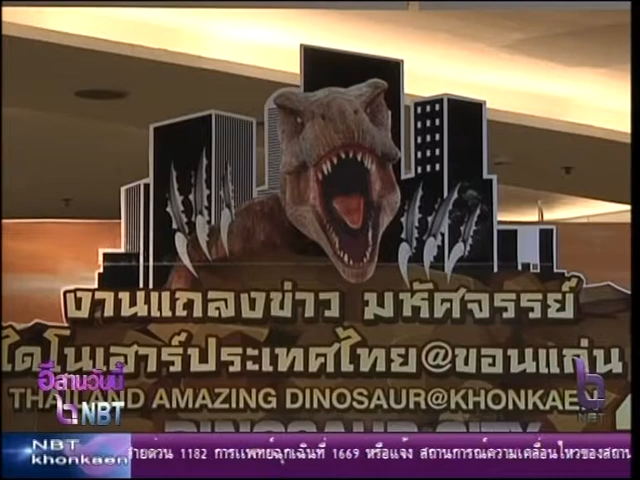 งานแถลงข่าว มหัศจรรย์
ไดโนเสาร์ประเทศไทย@ขอนแก่น
THAILAND AMAZING DINOSAUR@KHONKAEN
DINOSAUR CITY
อีสานวันนี้
NBT
NBT
NBT
khonkaen
ายด่วน 1182 การแพทย์ฉุกเฉินที่ 1669 หรือแจ้ง สถานการณ์ความเคลื่อนไหวของสถาน